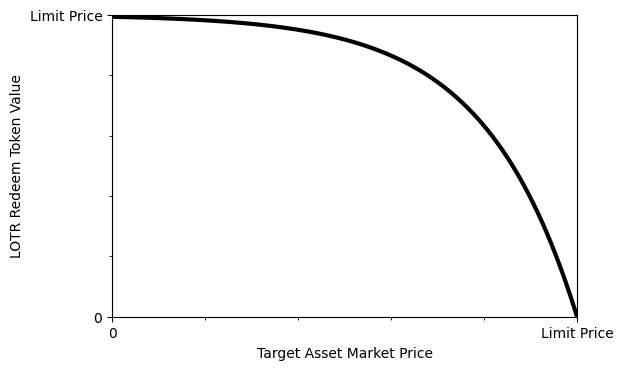 Limit Price
LOTR Redeem Token Value
0
0
Limit Price
Target Asset Market Price